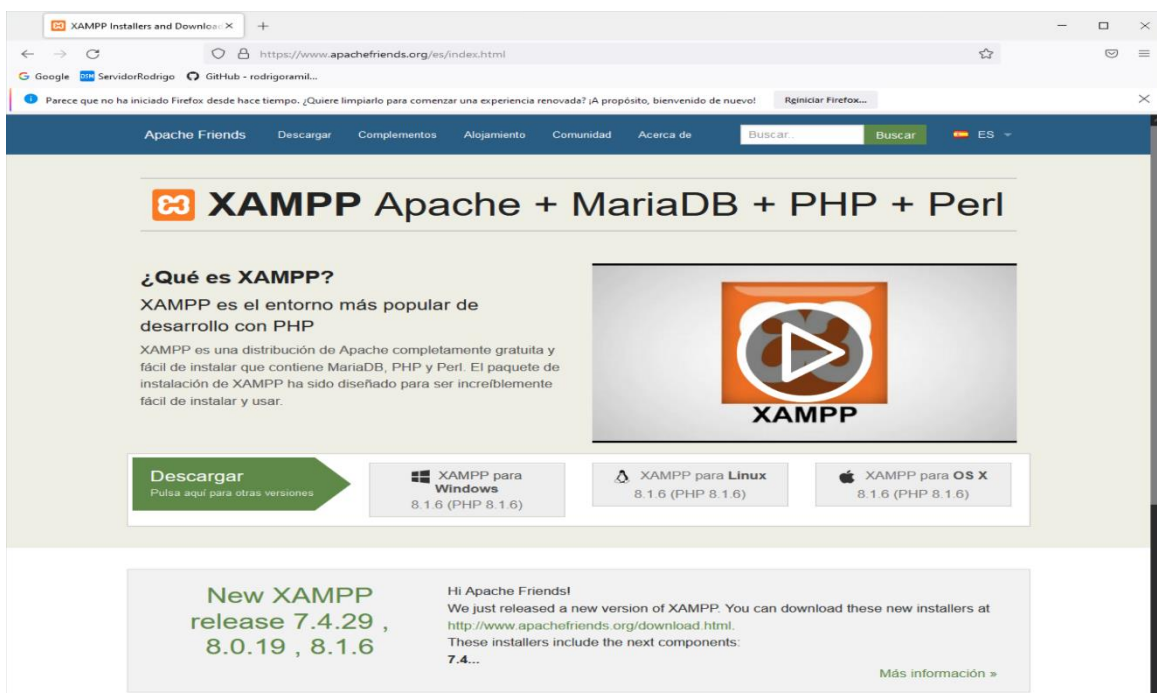 XAMPP Installers and Downloa
https://www.apachefriends.org/es/index.html
Google ServidorRodrigo GitHub - rodrigoramil...
Parece que no ha iniciado Firefox desde hace tiempo. ¿Quiere limpiarlo para comenzar una experiencia renovada? ¡A propósito, bienvenido de nuevo! Reiniciar Firefox...
Apache Friends Descargar Complementos Alojamiento Comunidad Acerca de Buscar.. Buscar ES
XAMPP Apache + MariaDB + PHP + Perl
¿Qué es XAMPP?
XAMPP es el entorno más popular de
desarrollo con PHP
XAMPP es una distribución de Apache completamente gratuita y
fácil de instalar que contiene MariaDB, PHP y Perl. El paquete de
instalación de XAMPP ha sido diseñado para ser increíblemente
fácil de instalar y usar.
XAMPP
Descargar
Pulsa aquí para otras versiones
XAMPP para
Windows
8.1.6 (PHP 8.1.6)
XAMPP para Linux
8.1.6 (PHP 8.1.6)
XAMPP para OS X
8.1.6 (PHP 8.1.6)
New XAMPP
release 7.4.29 ,
8.0.19 , 8.1.6
Hi Apache Friends!
We just released a new version of XAMPP. You can download these new installers at
http://www.apachefriends.org/download.html.
These installers include the next components:
7.4...
Más información »